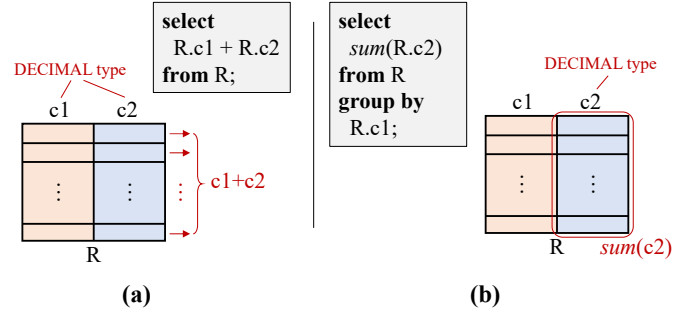 select
R.c1 + R.c2
from R;
DECIMAL type
c1 c2
⋮ ⋮ ⋮
c1+c2
R
(a)
select
sum(R.c2)
from R
group by
R.c1;
DECIMAL type
c1 c2
⋮ ⋮
R
sum(c2)
(b)